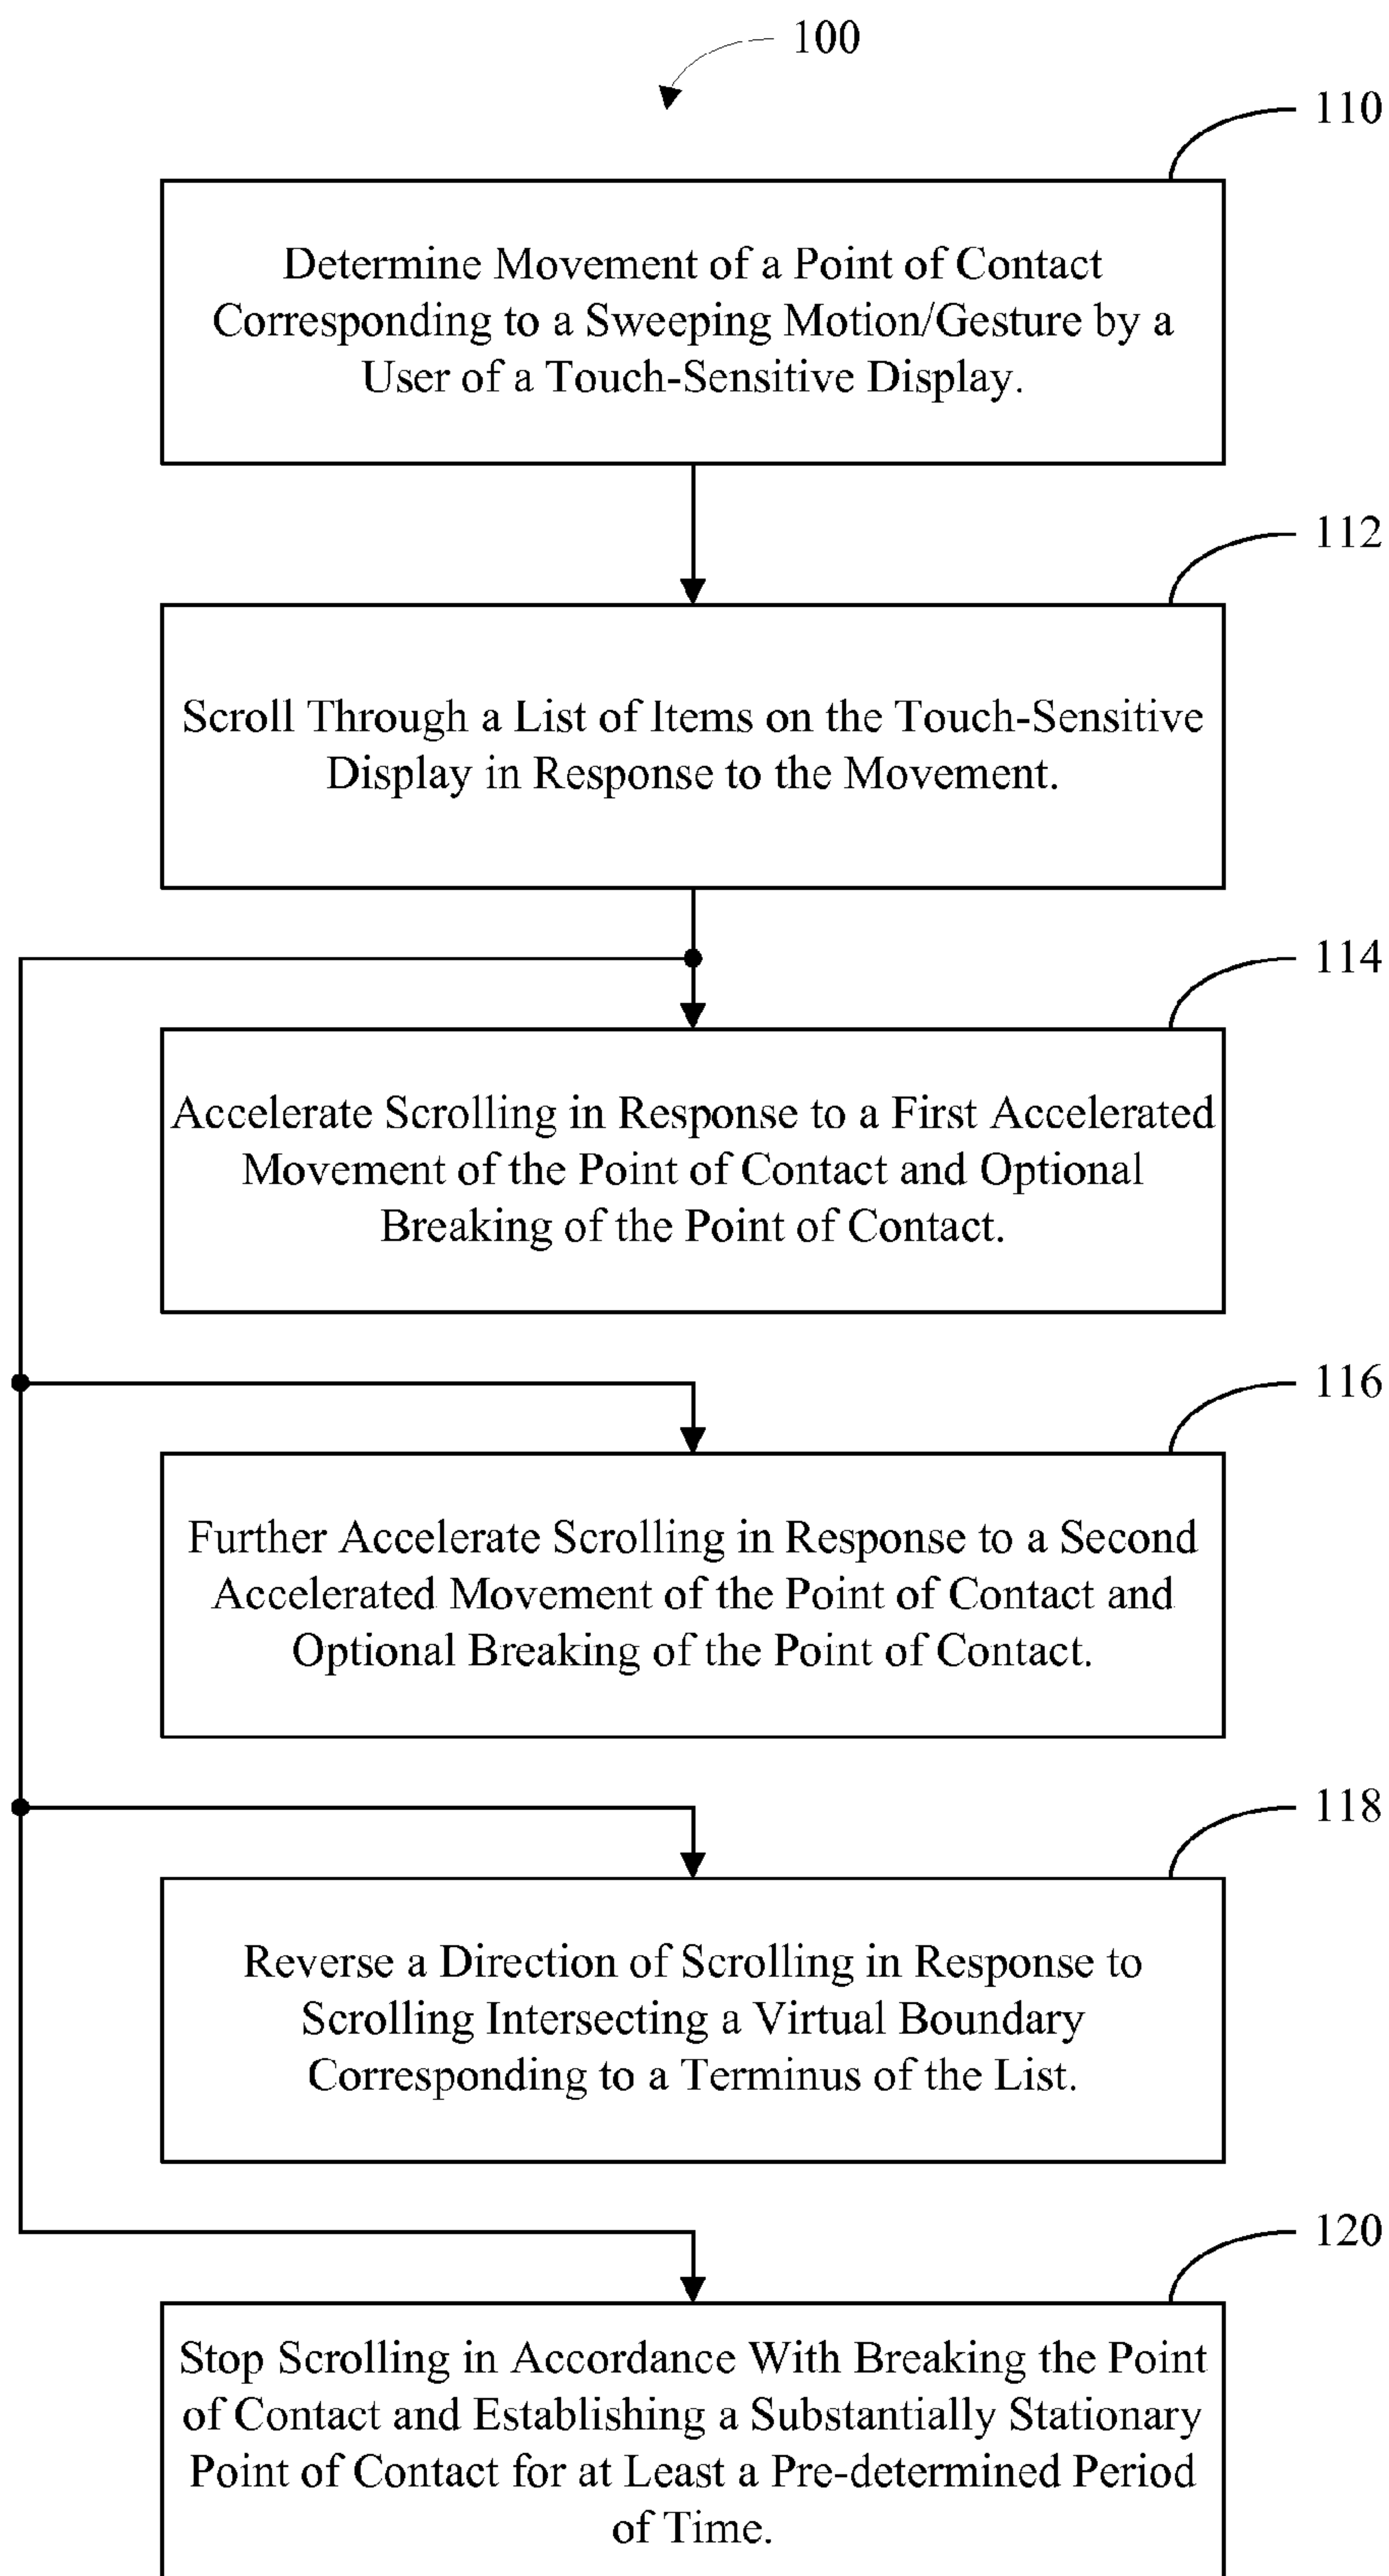 100
110
Determine Movement of a Point of Contact
Corresponding to a Sweeping Motion/Gesture by a
User of a Touch-Sensitive Display.
112
Scroll Through a List of Items on the Touch-Sensitive
Display in Response to the Movement.
114
Accelerate Scrolling in Response to a First Accelerated
Movement of the Point of Contact and Optional
Breaking of the Point of Contact.
116
Further Accelerate Scrolling in Response to a Second
Accelerated Movement of the Point of Contact and
Optional Breaking of the Point of Contact.
118
Reverse a Direction of Scrolling in Response to
Scrolling Intersecting a Virtual Boundary
Corresponding to a Terminus of the List.
120
Stop Scrolling in Accordance With Breaking the Point
of Contact and Establishing a Substantially Stationary
Point of Contact for at Least a Pre-determined Period
of Time.